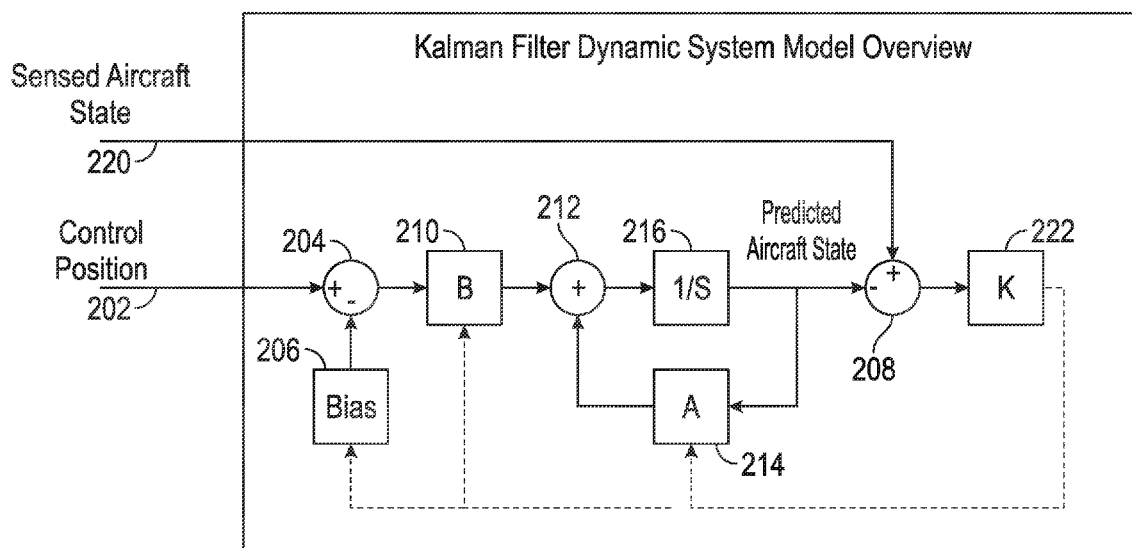 Kalman Filter Dynamic System Model Overview
Sensed Aircraft
State
220
Control
Position
202
204
+
-
206
Bias
210
B
212
+
216
1/S
Predicted
Aircraft State
A
214
+
-
208
222
K